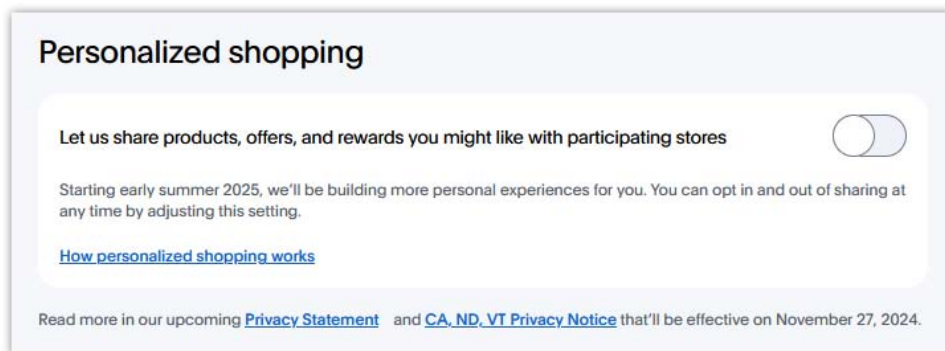 Personalized shopping
Let us share products, offers, and rewards you might like with participating stores
Starting early summer 2025, we'll be building more personal experiences for you. You can opt in and out of sharing at
any time by adjusting this setting.
How personalized shopping works
Read more in our upcoming Privacy Statement and CA, ND, VT Privacy Notice that'll be effective on November 27, 2024.